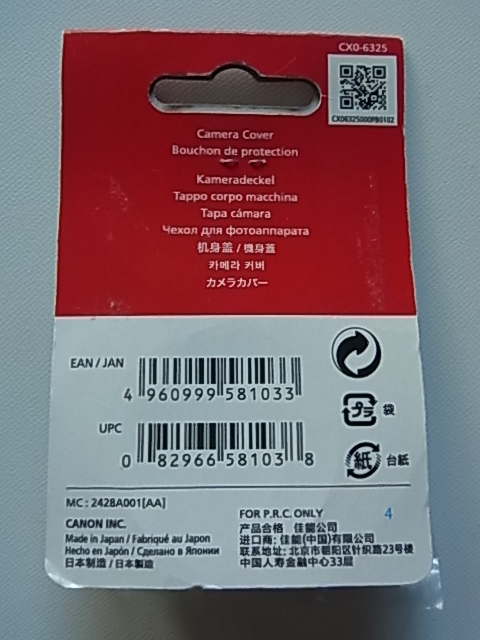 CX0-6325
CX06325000PB0102
Camera Cover
Bouchon de protection
Kameradeckel
Tappo corpo macchina
Tapa cámara
Чехол для фотоаппарата
机身盖 / 機身蓋
카메라 커버
カメラカバー
EAN / JAN
4 960999 581033
UPC
0 82966 58103 8
プラ 袋
紙 台紙
MC : 2428A001[AA]
CANON INC.
Made in Japan / Fabriqué au Japon
Hecho en Japón / Сделано в Японии
日本制造 / 日本製造
FOR P.R.C. ONLY 4
产品合格 佳能公司
进口商: 佳能(中国)有限公司
联系地址: 北京市朝阳区针织路23号楼
中国人寿金融中心33层